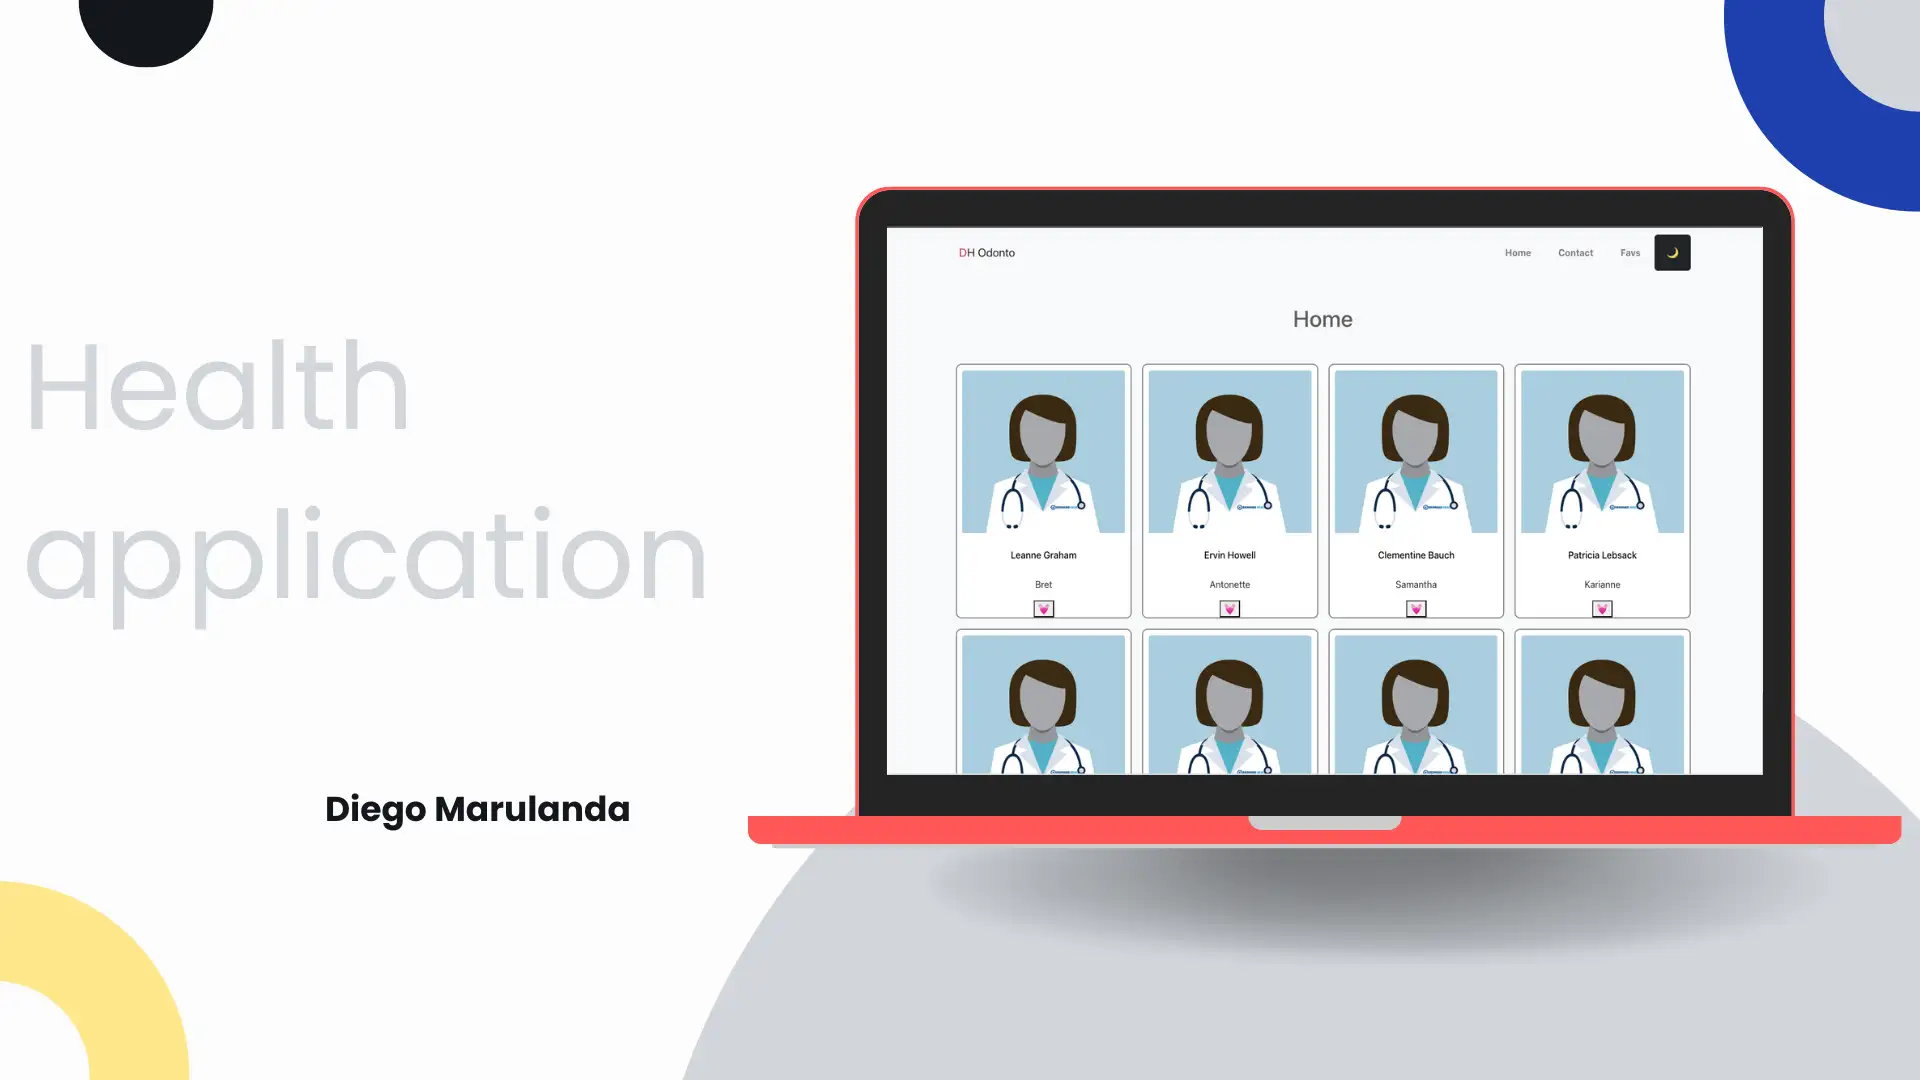 Health
application
Diego Marulanda
DH Odonto
Home
Contact
Favs
Home
Leanne Graham
Bret
Ervin Howell
Antonette
Clementine Bauch
Samantha
Patricia Lebsack
Karianne